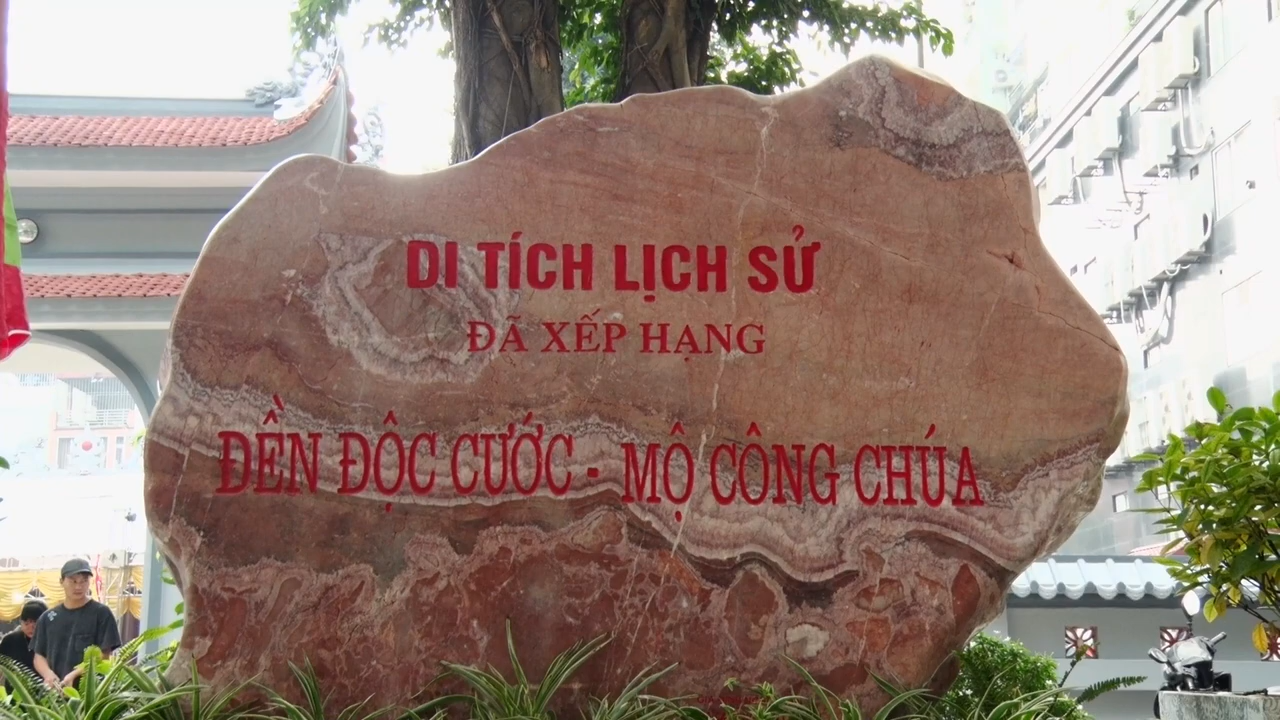 DI TÍCH LỊCH SỬ
ĐÃ XẾP HẠNG
ĐỀN ĐỘC CƯỚC - MỘ CÔNG CHÚA